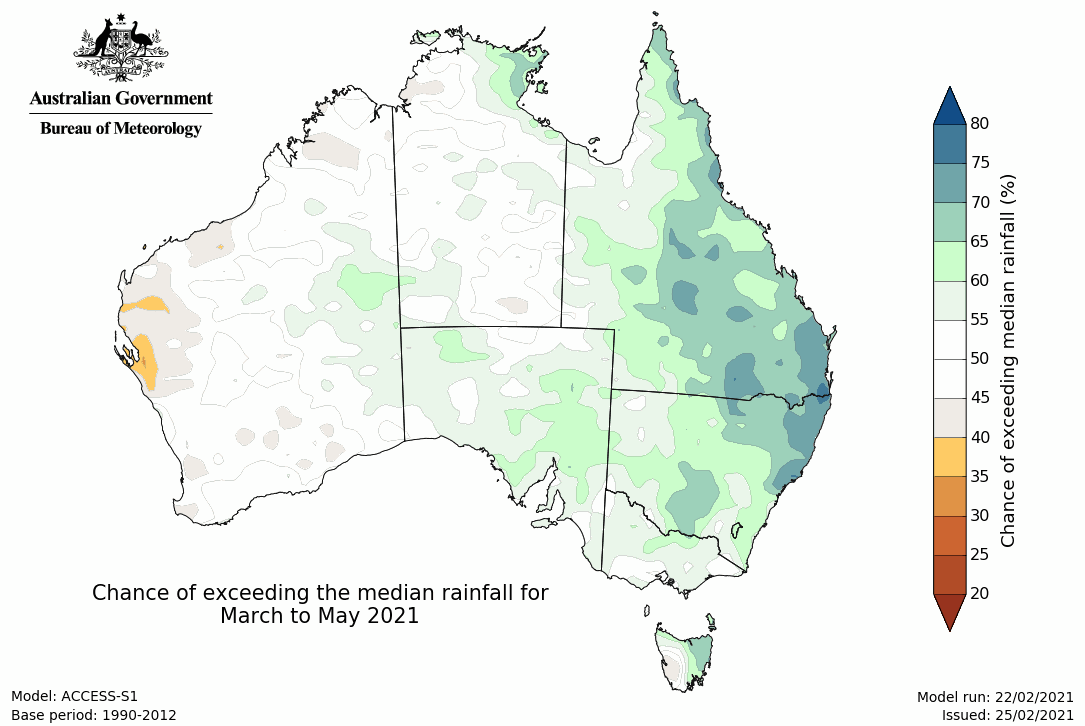 AUSTRALIA
Australian Government
Bureau of Meteorology
80
75
70
65
60
55
50
45
40
35
30
25
20
Chance of exceeding median rainfall (%)
Chance of exceeding the median rainfall for
March to May 2021
Model: ACCESS-S1
Base period: 1990-2012
Model run: 22/02/2021
Issued: 25/02/2021